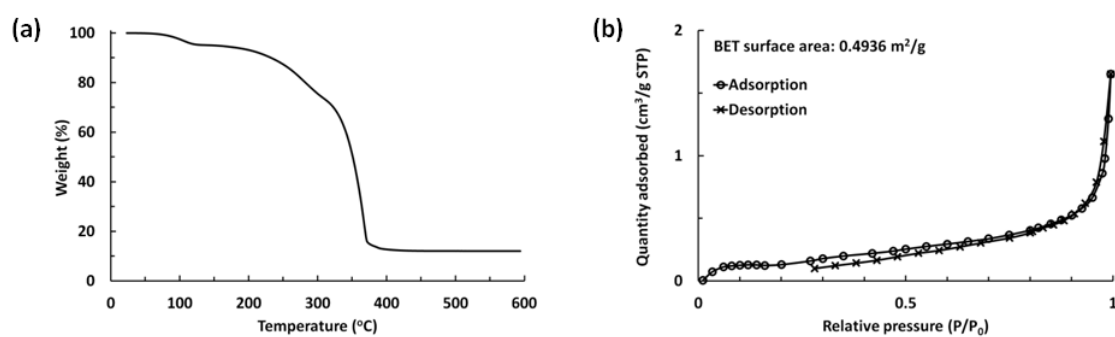 (a)
100
80
60
40
20
0
Weight (%)
0 100 200 300 400 500 600
Temperature (°C)
(b)
2
1
0
Quantity adsorbed (cm³/g STP)
BET surface area: 0.4936 m²/g
Adsorption
Desorption
0.5 1
Relative pressure (P/P₀)